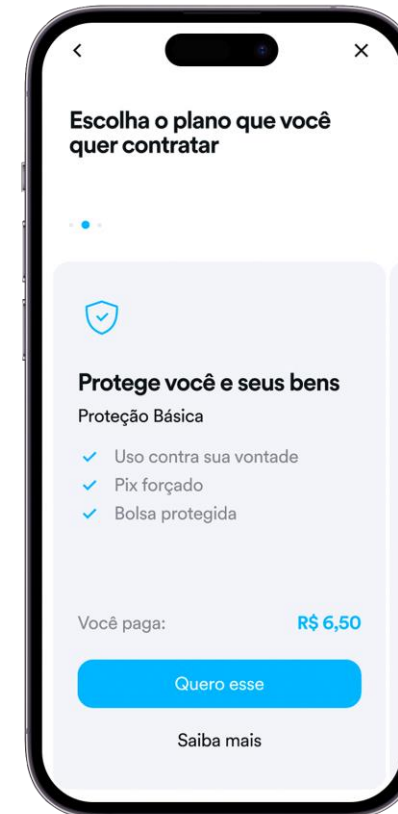 Escolha o plano que você
quer contratar
Protege você e seus bens
Proteção Básica
Uso contra sua vontade
Pix forçado
Bolsa protegida
Você paga: R$ 6,50
Quero esse
Saiba mais